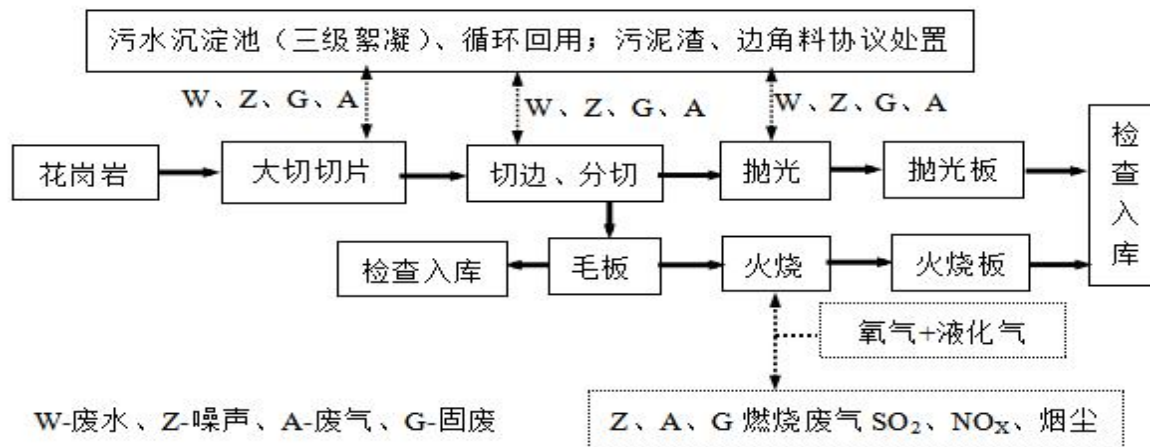 污水沉淀池（三级絮凝）、循环回用；污泥渣、边角料协议处置
W、Z、G、A
W、Z、G、A
W、Z、G、A
花岗岩
大切切片
切边、分切
抛光
抛光板
检查入库
检查入库
毛板
火烧
火烧板
氧气+液化气
W-废水、Z-噪声、A-废气、G-固废
Z、A、G 燃烧废气 SO₂、NOX、烟尘